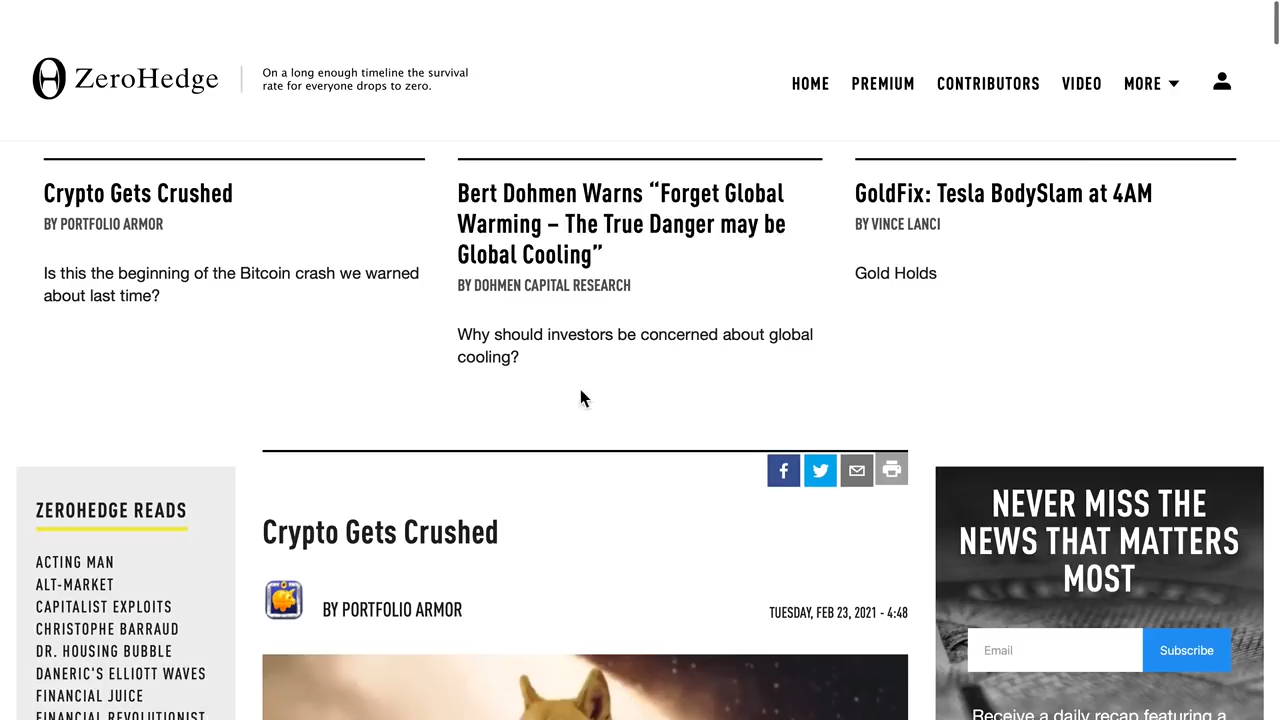 ZeroHedge
On a long enough timeline the survival
rate for everyone drops to zero.
HOME
PREMIUM
CONTRIBUTORS
VIDEO
MORE
Crypto Gets Crushed
BY PORTFOLIO ARMOR
Is this the beginning of the Bitcoin crash we warned
about last time?
Bert Dohmen Warns “Forget Global
Warming – The True Danger may be
Global Cooling”
BY DOHMEN CAPITAL RESEARCH
Why should investors be concerned about global
cooling?
GoldFix: Tesla BodySlam at 4AM
BY VINCE LANCI
Gold Holds
ZEROHEDGE READS
ACTING MAN
ALT-MARKET
CAPITALIST EXPLOITS
CHRISTOPHE BARRAUD
DR. HOUSING BUBBLE
DANERIC'S ELLIOTT WAVES
FINANCIAL JUICE
FINANCIAL REVOLUTIONIST
Crypto Gets Crushed
BY PORTFOLIO ARMOR
TUESDAY, FEB 23, 2021 - 4:48
NEVER MISS THE
NEWS THAT MATTERS
MOST
Email
Subscribe
Receive a daily recap featuring a